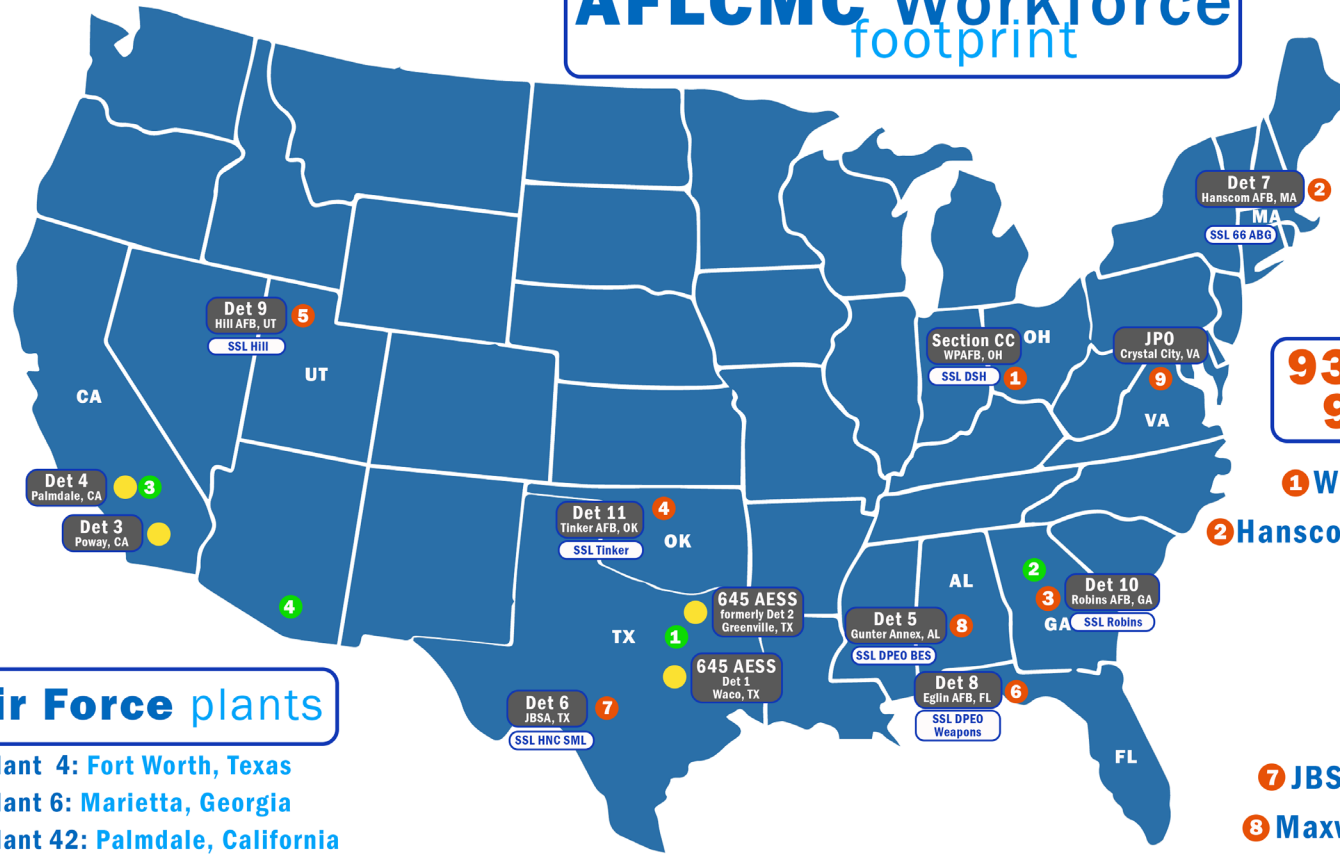 AFLCMC Workforce
footprint
Det 7
Hanscom AFB, MA
2
MA
SSL 66 ABG
Det 9
Hill AFB, UT
5
SSL Hill
UT
CA
Section CC
WPAFB, OH
OH
SSL DSH
1
JPO
Crystal City, VA
9
VA
93
9
Det 4
Palmdale, CA
3
Det 3
Poway, CA
4
Det 11
Tinker AFB, OK
4
SSL Tinker
OK
1 W
2 Hansco
AL
2
3
Det 10
Robins AFB, GA
GA
SSL Robins
645 AESS
formerly Det 2
Greenville, TX
TX
1
645 AESS
Det 1
Waco, TX
Det 5
Gunter Annex, AL
8
SSL DPEO BES
Det 6
JBSA, TX
7
SSL HNC SML
Det 8
Eglin AFB, FL
6
SSL DPEO
Weapons
FL
ir Force plants
lant 4: Fort Worth, Texas
lant 6: Marietta, Georgia
lant 42: Palmdale, California
7 JBS
8 Maxw